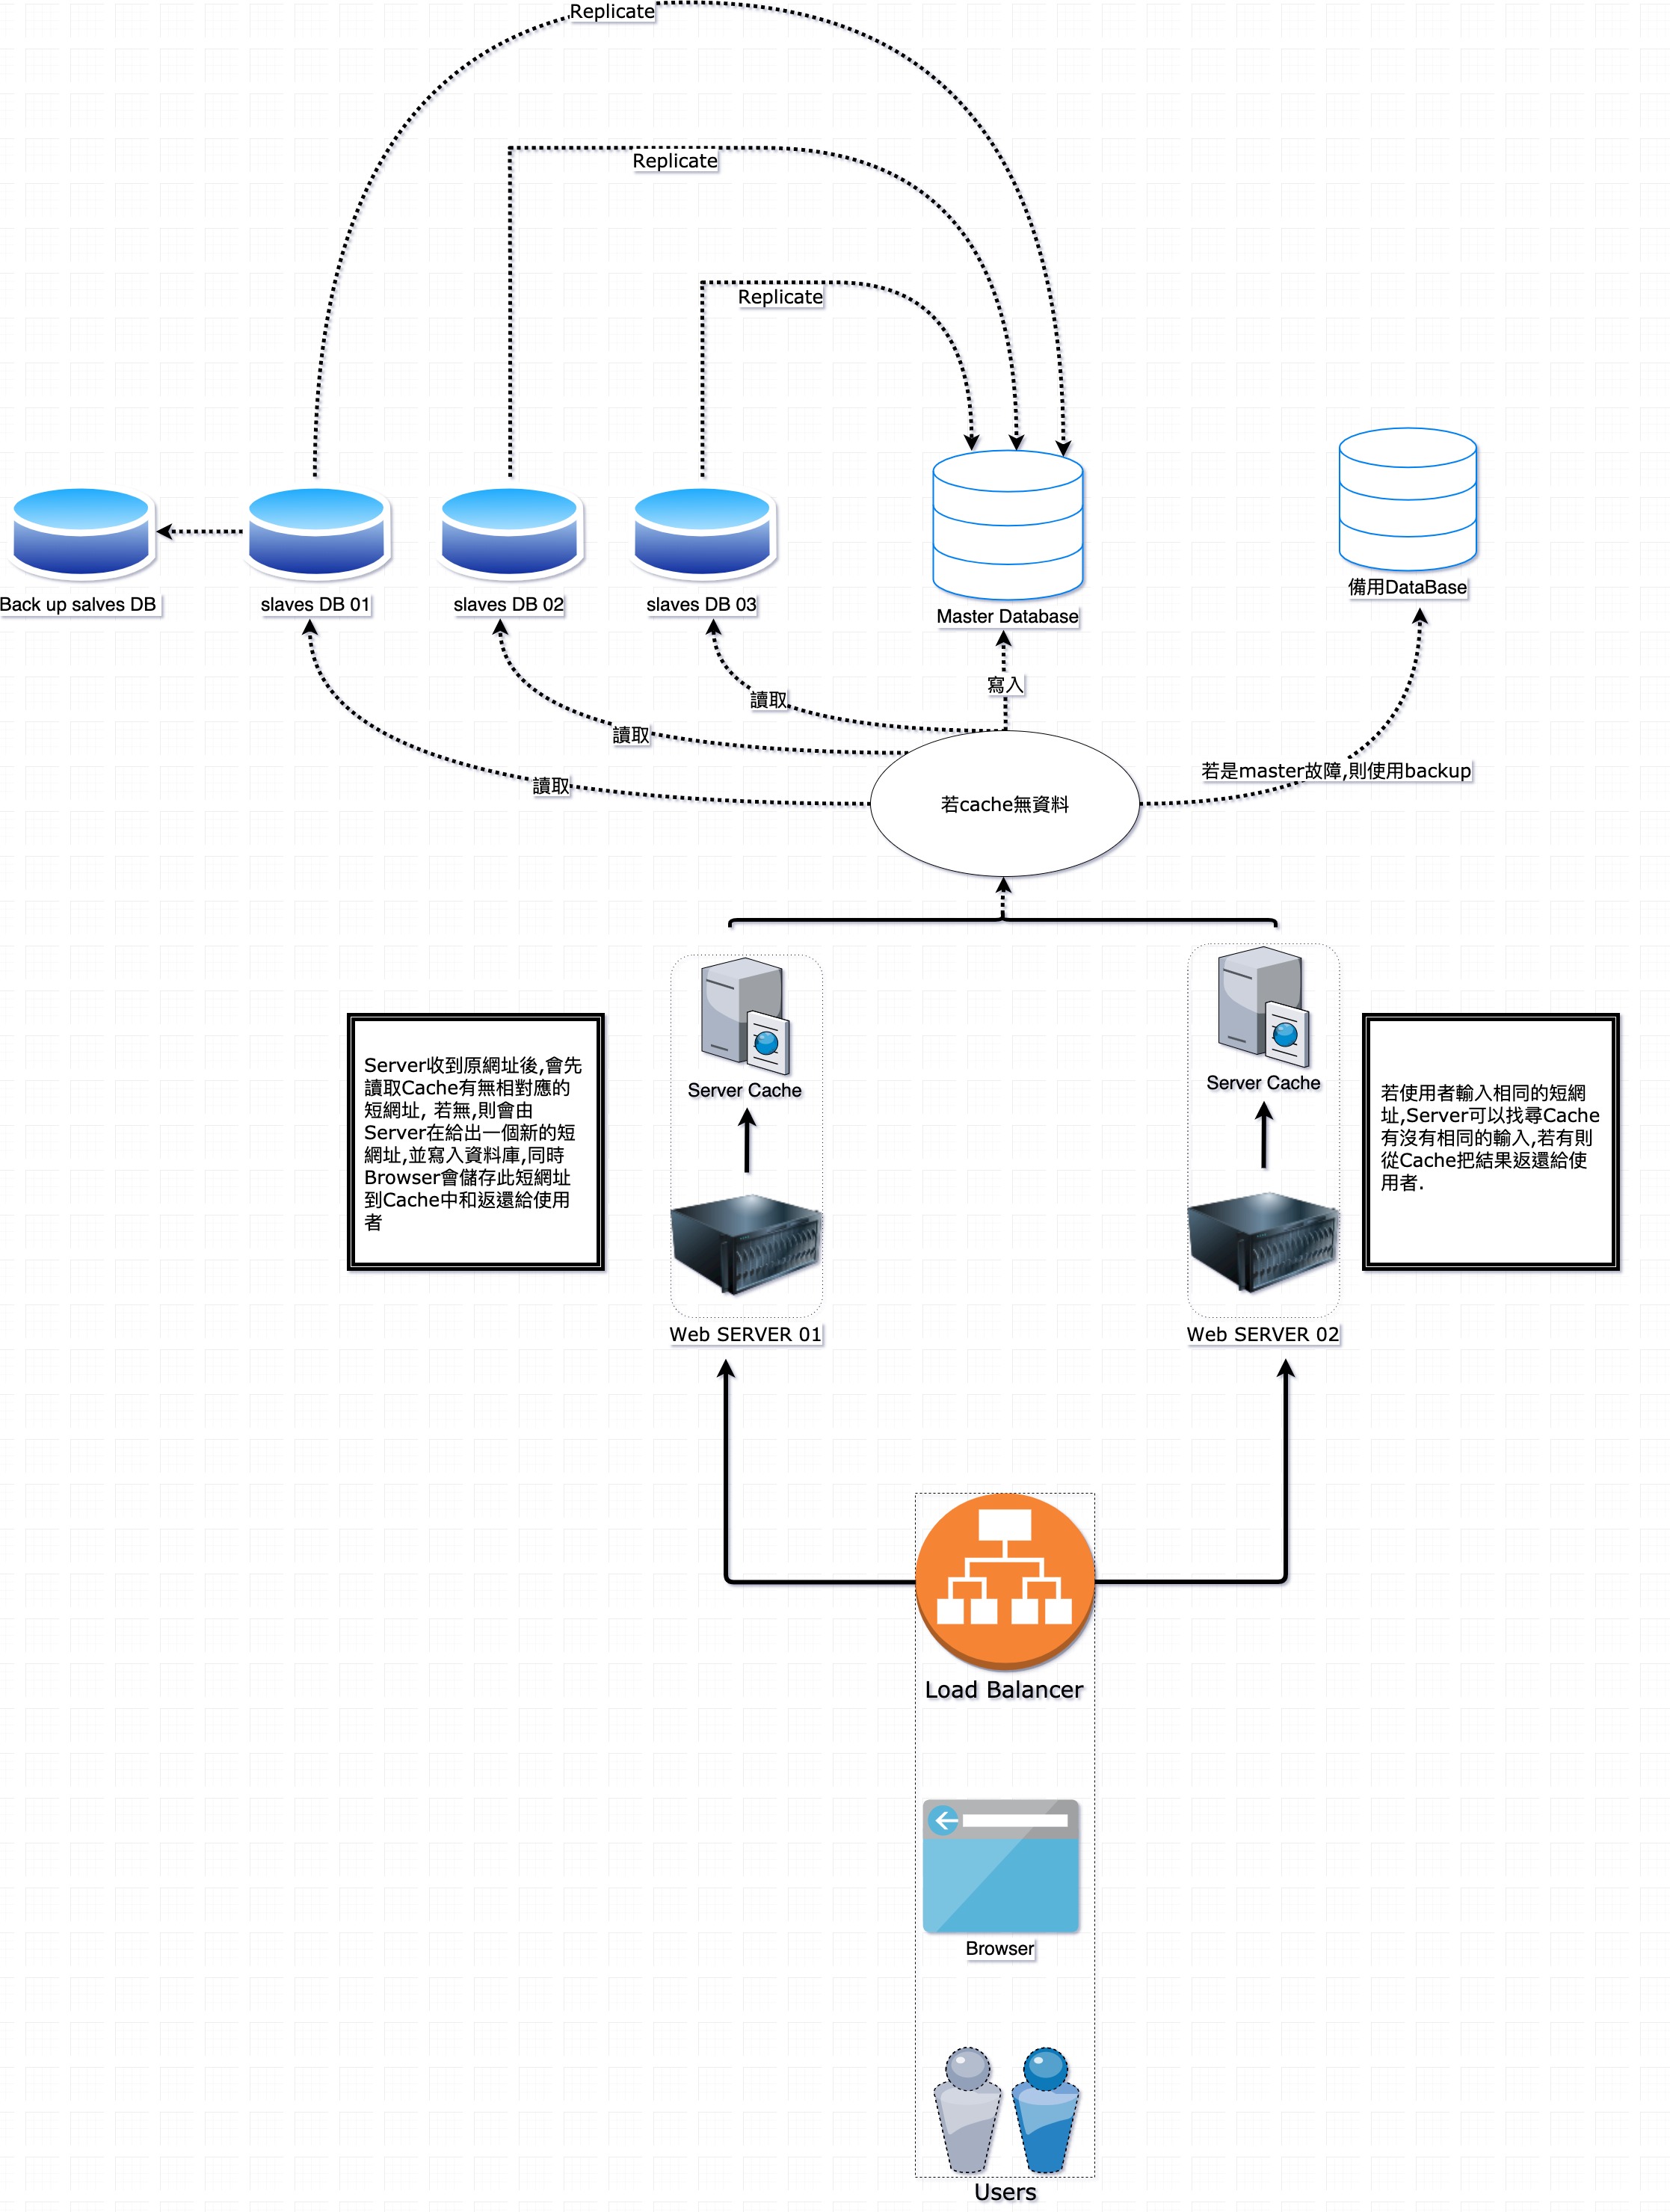 Replicate
Replicate
Replicate
Back up salves DB
slaves DB 01
slaves DB 02
slaves DB 03
Master Database
備用DataBase
寫入
讀取
讀取
讀取
若是master故障,則使用backup
若cache無資料
Server Cache
Server Cache
Server收到原網址後,會先
讀取Cache有無相對應的
短網址, 若無,則會由
Server在給出一個新的短
網址,並寫入資料庫,同時
Browser會儲存此短網址
到Cache中和返還給使用
者
若使用者輸入相同的短網
址,Server可以找尋Cache
有沒有相同的輸入,若有則
從Cache把結果返還給使
用者.
Web SERVER 01
Web SERVER 02
Load Balancer
Browser
Users